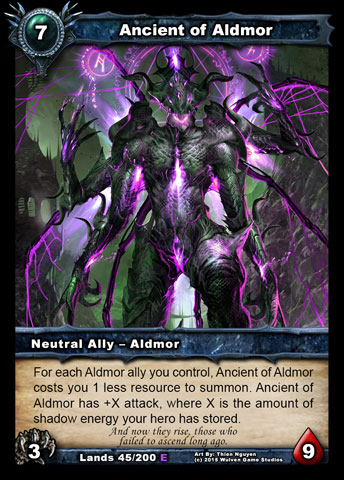 7
Ancient of Aldmor
Neutral Ally – Aldmor
For each Aldmor ally you control, Ancient of Aldmor
costs you 1 less resource to summon. Ancient of
Aldmor has +X attack, where X is the amount of
shadow energy your hero has stored.
And now they rise, those who
failed to ascend long ago.
3
Lands 45/200 E
Art By: Thien Nguyen
(c) 2015 Wulven Game Studios
9